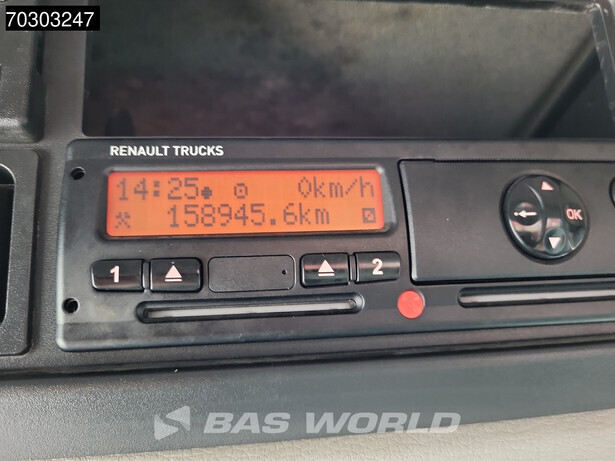 70303247
RENAULT TRUCKS
14:25 0km/h
158945.6km
1 2 OK
BAS WORLD